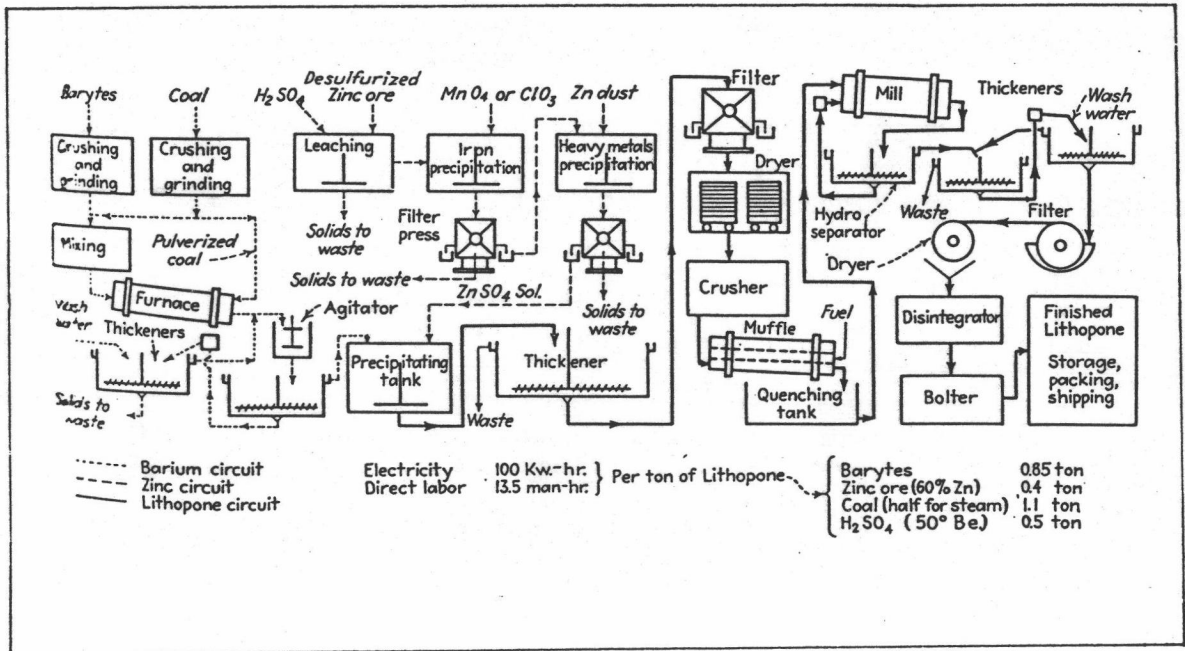 Barytes
Coal
H₂SO₄
Desulfurized
Zinc ore
MnO₄ or ClO₃
Zn dust
Crushing
and
grinding
Crushing
and
grinding
Leaching
Iron
precipitation
Heavy metals
precipitation
Mixing
Pulverized
coal
Solids to
waste
Filter
press
Solids to waste
ZnSO₄ Sol.
Solids to
waste
Furnace
Wash
water
Thickeners
Agitator
Solids to
waste
Precipitating
tank
Thickener
Waste
Filter
Dryer
Crusher
Muffle
Fuel
Quenching
tank
Mill
Thickeners
Wash
water
Hydro
separator
Waste
Filter
Dryer
Disintegrator
Bolter
Finished
Lithopone
Storage,
packing,
shipping
Barium circuit
Zinc circuit
Lithopone circuit
Electricity 100 Kw.-hr.
Direct labor 13.5 man-hr.
Per ton of Lithopone
Barytes 0.85 ton
Zinc ore (60% Zn) 0.4 ton
Coal (half for steam) 1.1 ton
H₂SO₄ (50° Be.) 0.5 ton